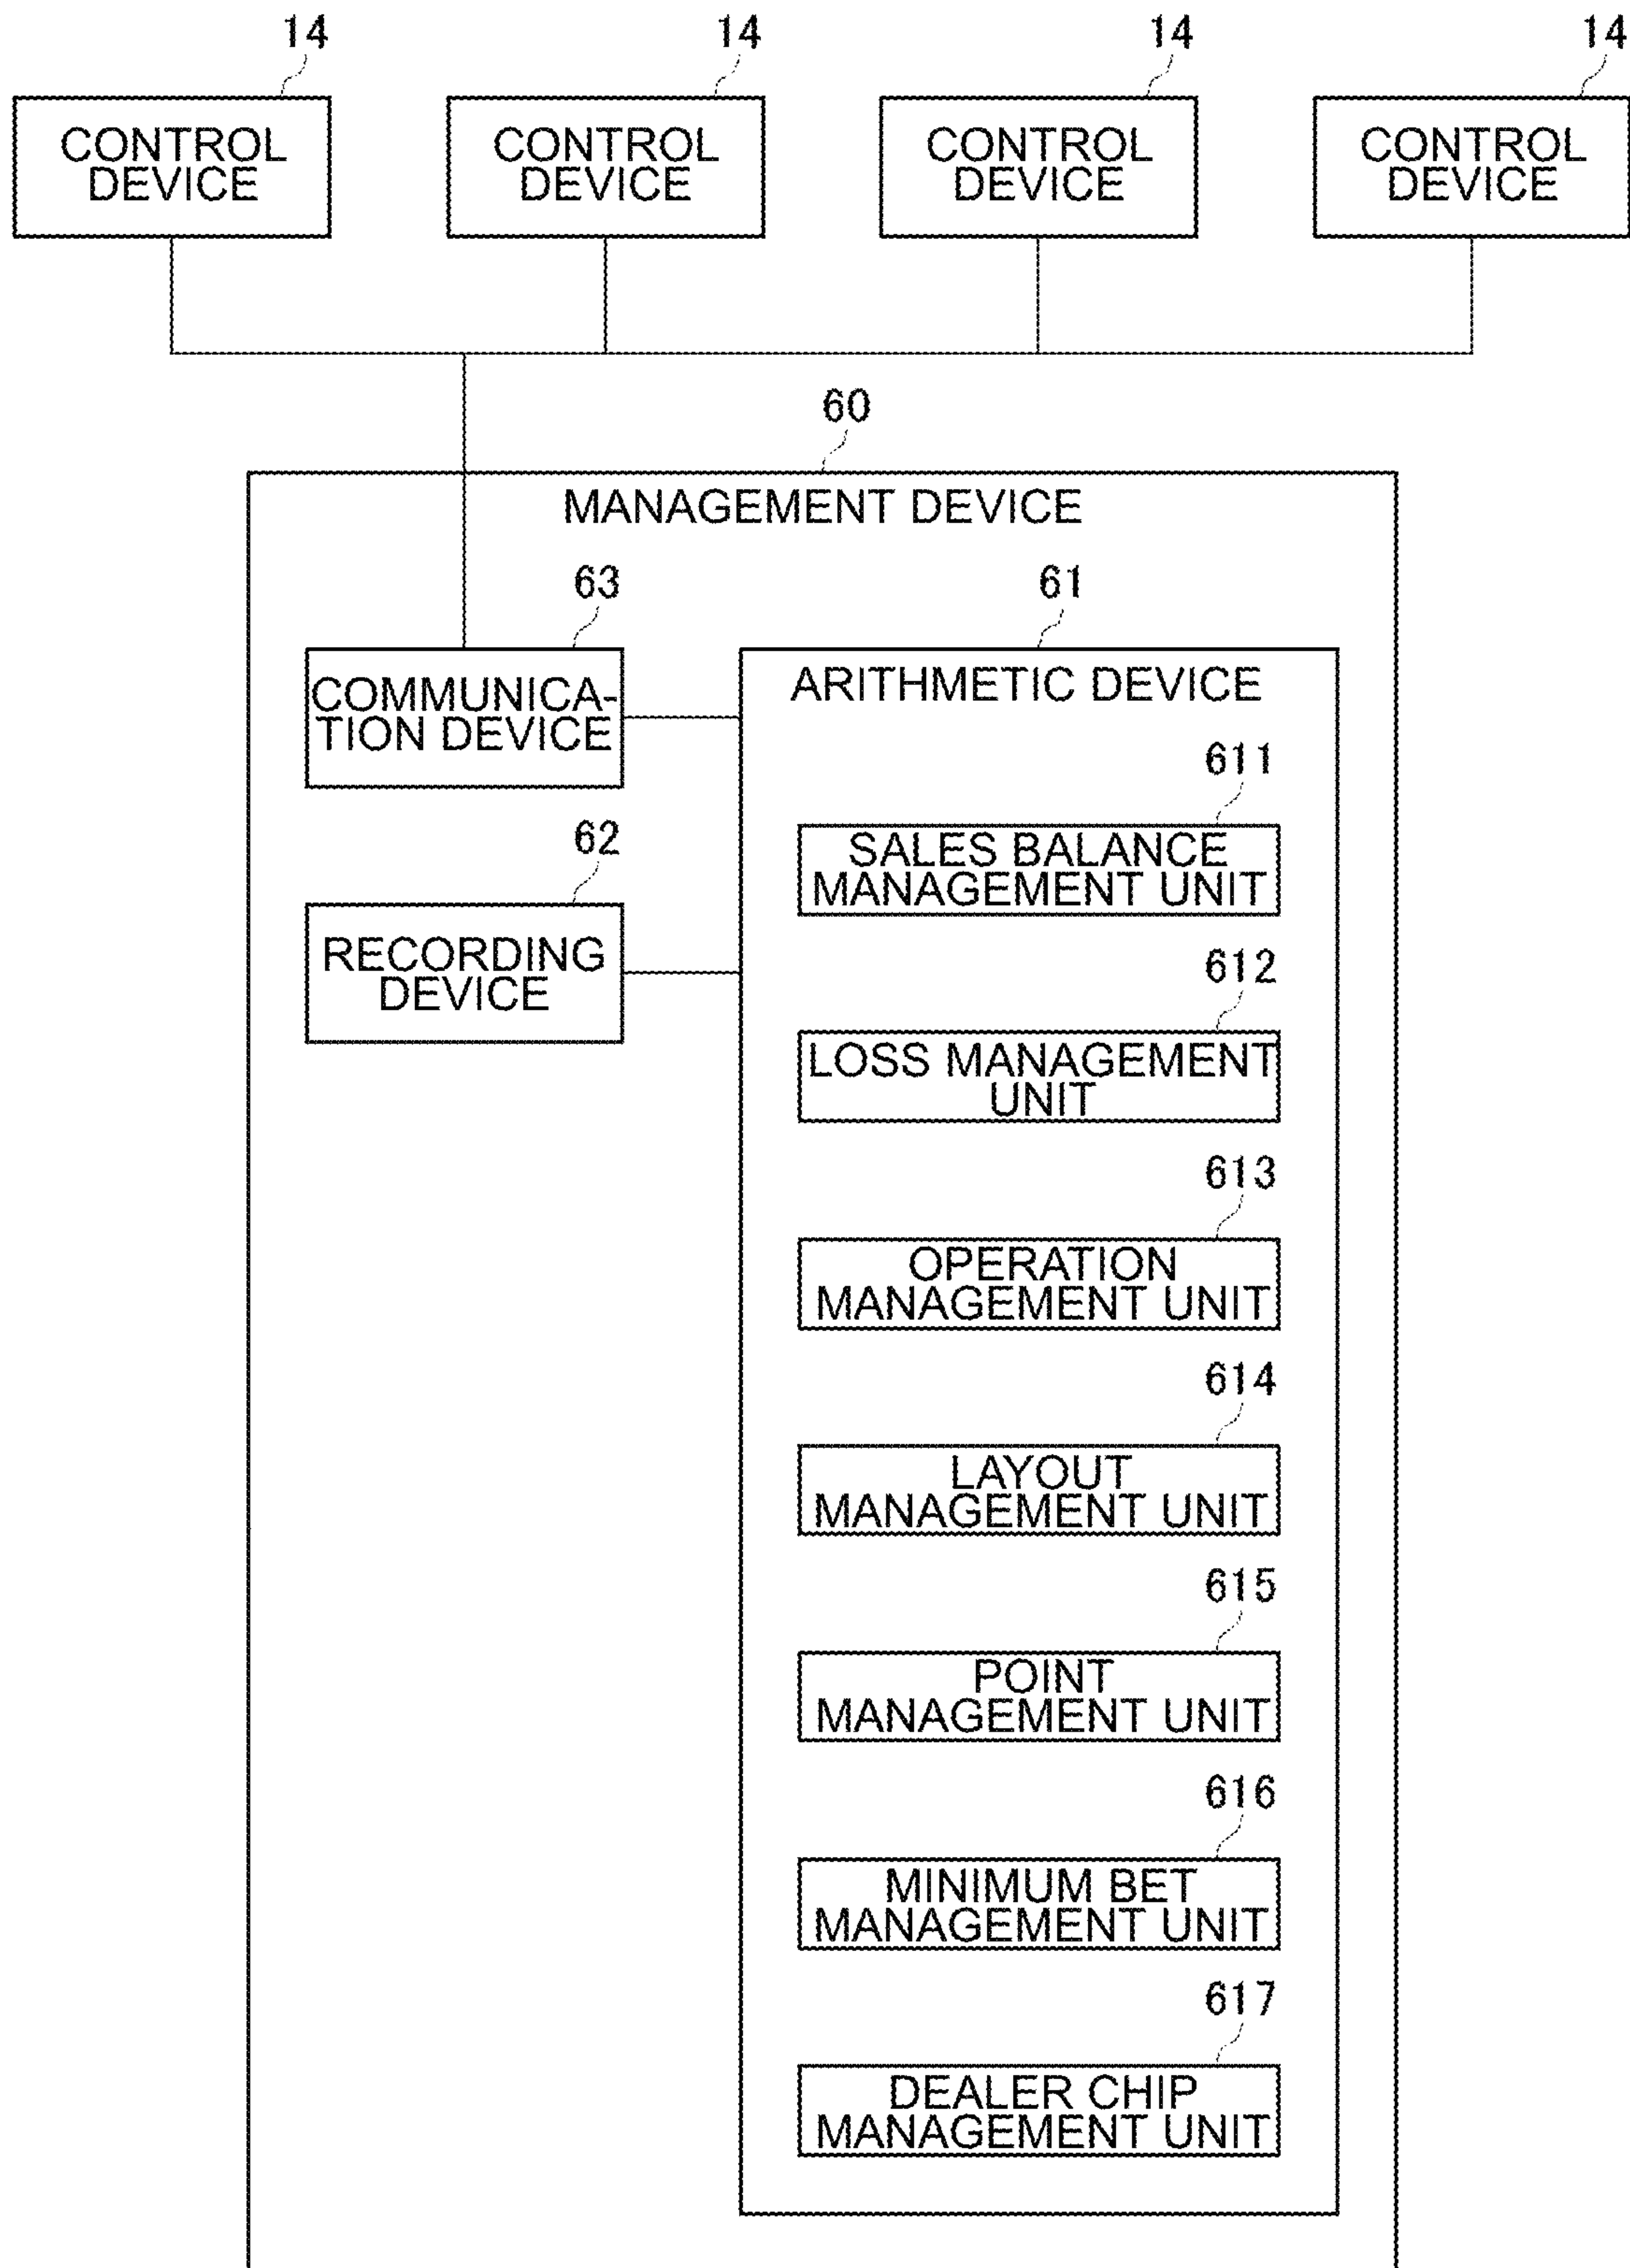 14 14 14 14
CONTROL DEVICE
CONTROL DEVICE
CONTROL DEVICE
CONTROL DEVICE
60
MANAGEMENT DEVICE
63
COMMUNICA-
TION DEVICE
62
RECORDING
DEVICE
61
ARITHMETIC DEVICE
611
SALES BALANCE
MANAGEMENT UNIT
612
LOSS MANAGEMENT
UNIT
613
OPERATION
MANAGEMENT UNIT
614
LAYOUT
MANAGEMENT UNIT
615
POINT
MANAGEMENT UNIT
616
MINIMUM BET
MANAGEMENT UNIT
617
DEALER CHIP
MANAGEMENT UNIT